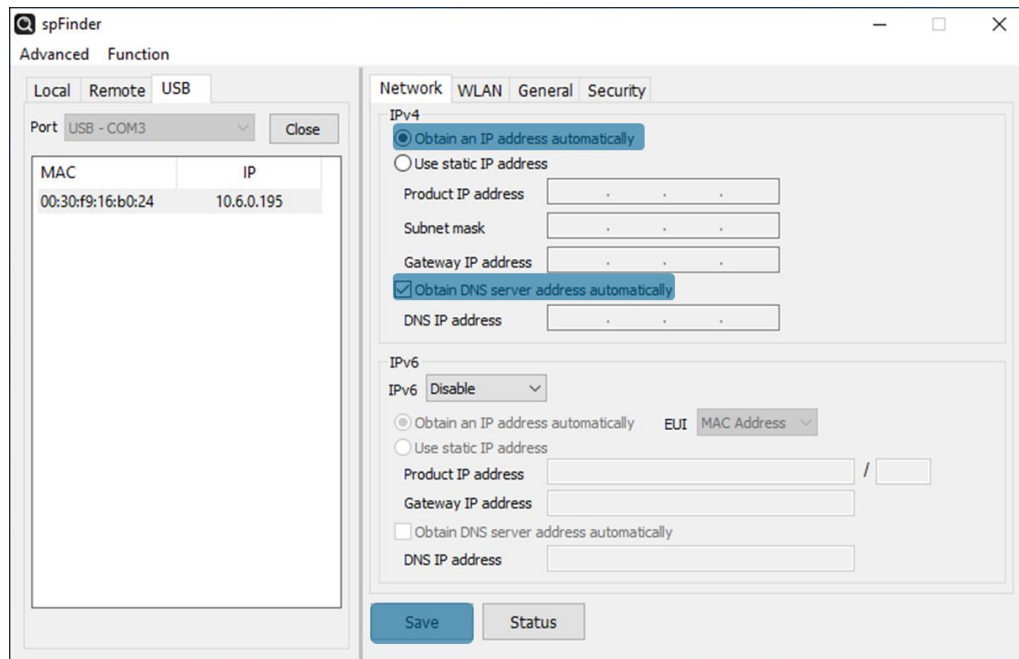 spFinder
Advanced Function
Local Remote USB
Port USB - COM3 Close
MAC IP
00:30:f9:16:b0:24 10.6.0.195
Network WLAN General Security
IPv4
Obtain an IP address automatically
Use static IP address
Product IP address . . .
Subnet mask . . .
Gateway IP address . . .
Obtain DNS server address automatically
DNS IP address . . .
IPv6
IPv6 Disable
Obtain an IP address automatically EUI MAC Address
Use static IP address
Product IP address /
Gateway IP address
Obtain DNS server address automatically
DNS IP address
Save Status